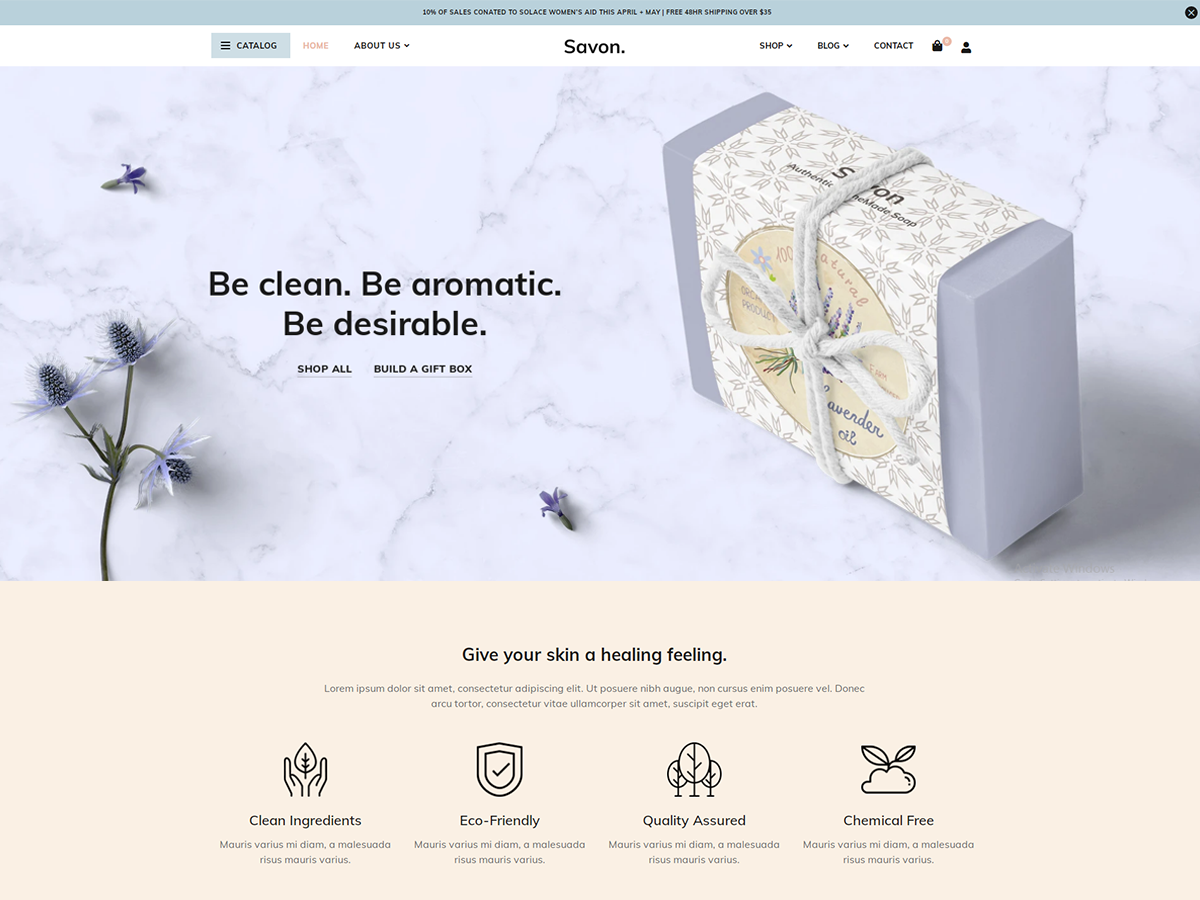 10% OF SALES CONATED TO SOLACE WOMEN'S AID THIS APRIL + MAY | FREE 48HR SHIPPING OVER $35
CATALOG
HOME
ABOUT US
Savon.
SHOP
BLOG
CONTACT
0
Be clean. Be aromatic.
Be desirable.
SHOP ALL
BUILD A GIFT BOX
100
Natural
PRODUCT
Lavender
oil
Give your skin a healing feeling.
Lorem ipsum dolor sit amet, consectetur adipiscing elit. Ut posuere nibh augue, non cursus enim posuere vel. Donec
arcu tortor, consectetur vitae ullamcorper sit amet, suscipit eget erat.
Clean Ingredients
Eco-Friendly
Quality Assured
Chemical Free
Mauris varius mi diam, a malesuada
risus mauris varius.
Mauris varius mi diam, a malesuada
risus mauris varius.
Mauris varius mi diam, a malesuada
risus mauris varius.
Mauris varius mi diam, a malesuada
risus mauris varius.